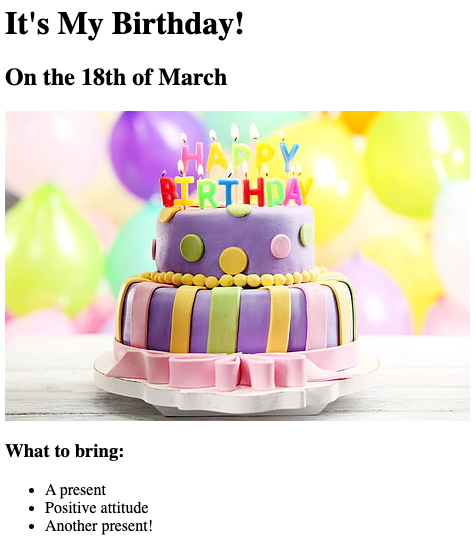 It's My Birthday!
On the 18th of March
HAPPY
BIRTHDAY
What to bring:
A present
Positive attitude
Another present!